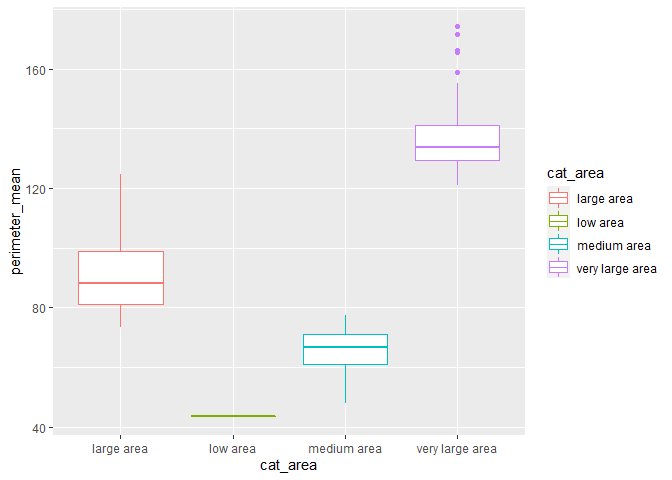 perimeter_mean
160
120
80
40
large area
low area
medium area
very large area
cat_area
cat_area
large area
low area
medium area
very large area